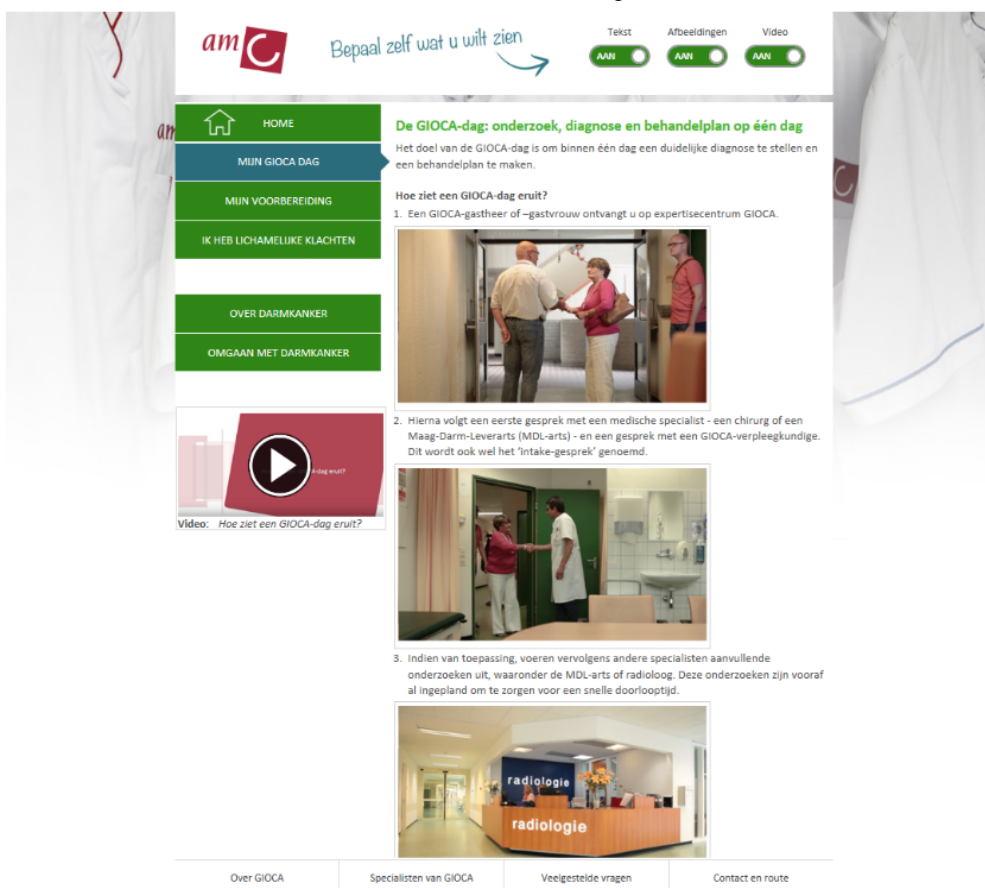 amC
Bepaal zelf wat u wilt zien
Tekst
Afbeeldingen
Video
AAN
AAN
AAN
HOME
MIJN GIOCA DAG
MIJN VOORBEREIDING
IK HEB LICHAMELIJKE KLACHTEN
OVER DARMKANKER
OMGAAN MET DARMKANKER
Video: Hoe ziet een GIOCA-dag eruit?
De GIOCA-dag: onderzoek, diagnose en behandelplan op één dag
Het doel van de GIOCA-dag is om binnen één dag een duidelijke diagnose te stellen en
een behandelplan te maken.
Hoe ziet een GIOCA-dag eruit?
1. Een GIOCA-gastheer of –gastvrouw ontvangt u op expertisecentrum GIOCA.
2. Hierna volgt een eerste gesprek met een medische specialist - een chirurg of een
Maag-Darm-Leverarts (MDL-arts) - en een gesprek met een GIOCA-verpleegkundige.
Dit wordt ook wel het 'intake-gesprek' genoemd.
3. Indien van toepassing, voeren vervolgens andere specialisten aanvullende
onderzoeken uit, waaronder de MDL-arts of radioloog. Deze onderzoeken zijn vooraf
al ingepland om te zorgen voor een snelle doorlooptijd.
radiologie
radiologie
Over GIOCA
Specialisten van GIOCA
Veelgestelde vragen
Contact en route